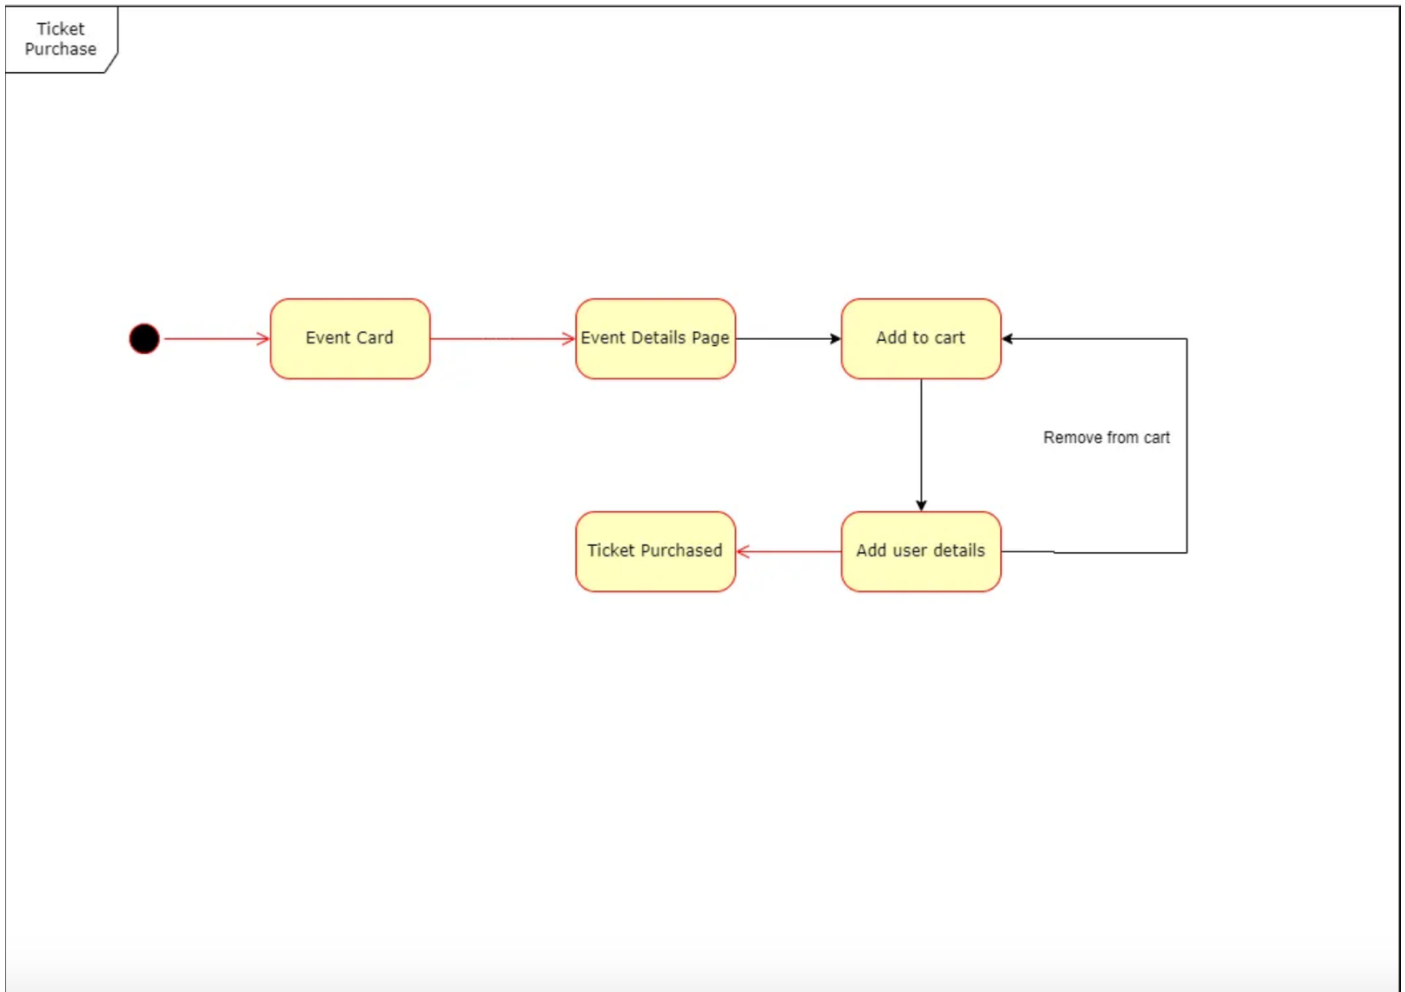 Ticket
Purchase
Event Card
Event Details Page
Add to cart
Remove from cart
Ticket Purchased
Add user details